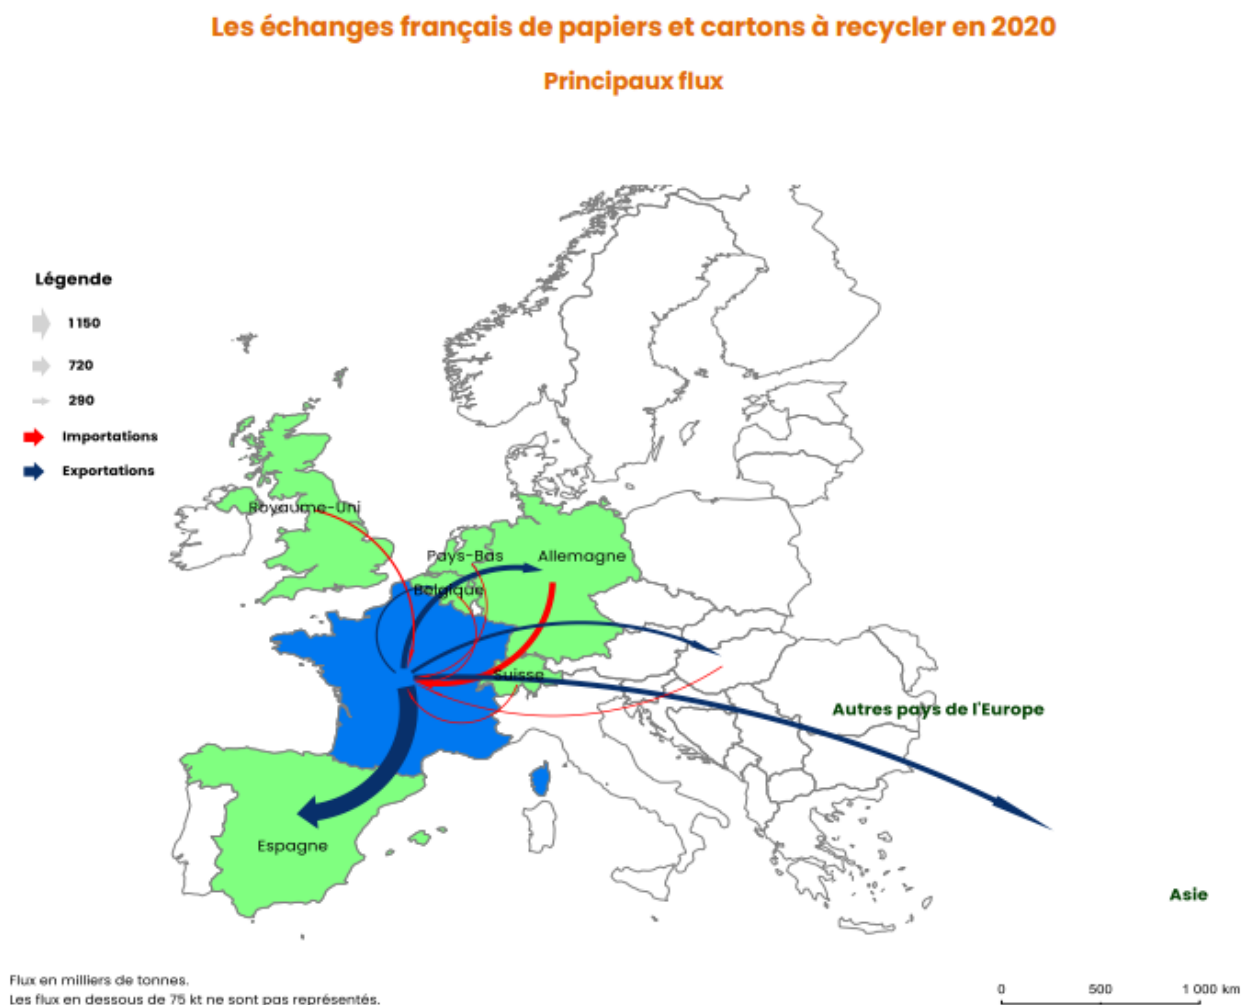 Les échanges français de papiers et cartons à recycler en 2020
Principaux flux
Légende
1 150
720
290
Importations
Exportations
Royaume-Uni
Pays-Bas
Allemagne
Belgique
Suisse
Autres pays de l'Europe
Espagne
Asie
Flux en milliers de tonnes.
Les flux en dessous de 75 kt ne sont pas représentés.
0 500 1 000 km